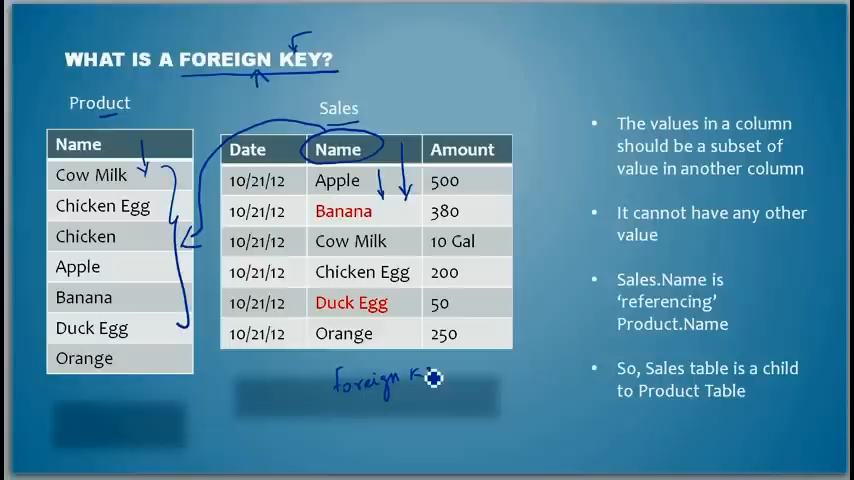 WHAT IS A FOREIGN KEY?
Product
Name
Cow Milk
Chicken Egg
Chicken
Apple
Banana
Duck Egg
Orange
Sales
Date Name Amount
10/21/12 Apple 500
10/21/12 Banana 380
10/21/12 Cow Milk 10 Gal
10/21/12 Chicken Egg 200
10/21/12 Duck Egg 50
10/21/12 Orange 250
foreign K
• The values in a column
should be a subset of
value in another column
• It cannot have any other
value
• Sales.Name is
‘referencing’
Product.Name
• So, Sales table is a child
to Product Table